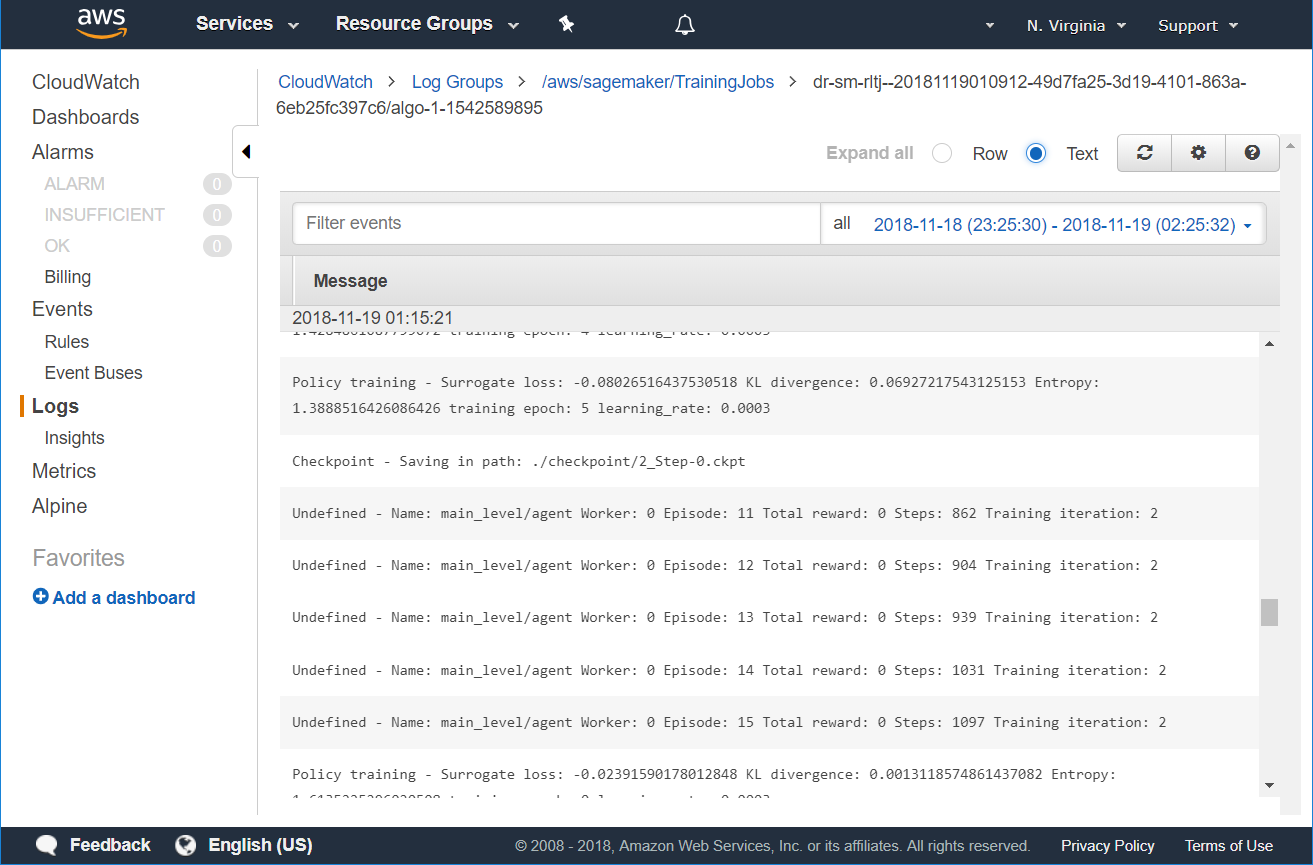 aws
Services
Resource Groups
N. Virginia
Support
CloudWatch
Dashboards
Alarms
ALARM 0
INSUFFICIENT 0
OK 0
Billing
Events
Rules
Event Buses
Logs
Insights
Metrics
Alpine
Favorites
Add a dashboard
CloudWatch > Log Groups > /aws/sagemaker/TrainingJobs > dr-sm-rltj--20181119010912-49d7fa25-3d19-4101-863a-
6eb25fc397c6/algo-1-1542589895
Expand all Row Text
Filter events
all 2018-11-18 (23:25:30) - 2018-11-19 (02:25:32)
Message
2018-11-19 01:15:21
training epoch: 4 learning_rate: 0.0003
Policy training - Surrogate loss: -0.08026516437530518 KL divergence: 0.06927217543125153 Entropy:
1.3888516426086426 training epoch: 5 learning_rate: 0.0003
Checkpoint - Saving in path: ./checkpoint/2_Step-0.ckpt
Undefined - Name: main_level/agent Worker: 0 Episode: 11 Total reward: 0 Steps: 862 Training iteration: 2
Undefined - Name: main_level/agent Worker: 0 Episode: 12 Total reward: 0 Steps: 904 Training iteration: 2
Undefined - Name: main_level/agent Worker: 0 Episode: 13 Total reward: 0 Steps: 939 Training iteration: 2
Undefined - Name: main_level/agent Worker: 0 Episode: 14 Total reward: 0 Steps: 1031 Training iteration: 2
Undefined - Name: main_level/agent Worker: 0 Episode: 15 Total reward: 0 Steps: 1097 Training iteration: 2
Policy training - Surrogate loss: -0.02391590178012848 KL divergence: 0.0013118574861437082 Entropy:
Feedback
English (US)
© 2008 - 2018, Amazon Web Services, Inc. or its affiliates. All rights reserved.
Privacy Policy
Terms of Use